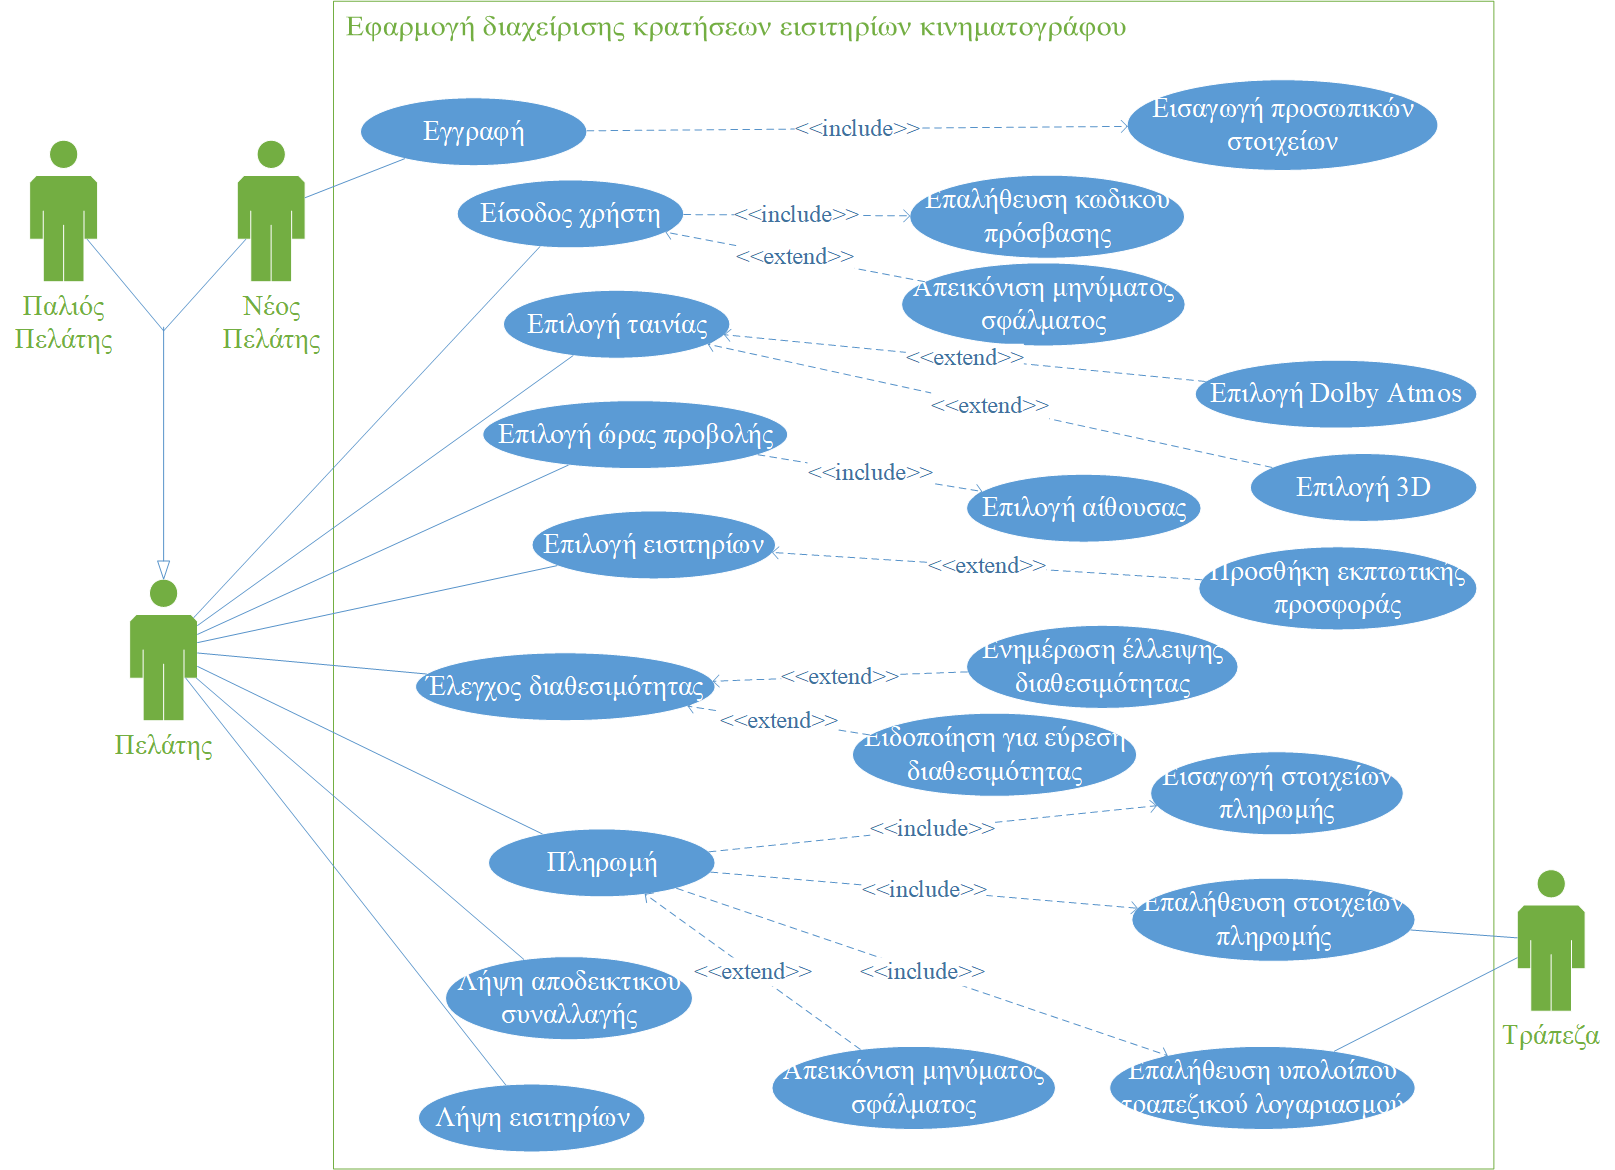 Εφαρμογή διαχείρισης κρατήσεων εισιτηρίων κινηματογράφου
Εγγραφή
<<include>>
Εισαγωγή προσωπικών
στοιχείων
Παλιός
Πελάτης
Νέος
Πελάτης
Είσοδος χρήστη
<<include>>
Επαλήθευση κωδικού
πρόσβασης
<<extend>>
Απεικόνιση μηνύματος
σφάλματος
Επιλογή ταινίας
<<extend>>
Επιλογή Dolby Atmos
<<extend>>
Επιλογή 3D
Επιλογή ώρας προβολής
<<include>>
Επιλογή αίθουσας
Επιλογή εισιτηρίων
<<extend>>
Προσθήκη εκπτωτικής
προσφοράς
Πελάτης
Έλεγχος διαθεσιμότητας
<<extend>>
Ενημέρωση έλλειψης
διαθεσιμότητας
<<extend>>
Ειδοποίηση για εύρεση
διαθεσιμότητας
Πληρωμή
<<include>>
Εισαγωγή στοιχείων
πληρωμής
<<include>>
Επαλήθευση στοιχείων
πληρωμής
<<extend>>
<<include>>
Τράπεζα
Λήψη αποδεικτικού
συναλλαγής
Απεικόνιση μηνύματος
σφάλματος
Επαλήθευση υπολοίπου
τραπεζικού λογαριασμού
Λήψη εισιτηρίων